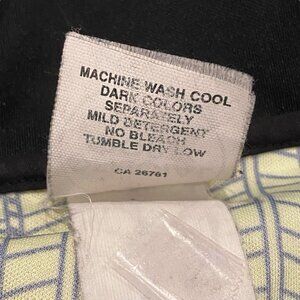 MACHINE WASH COOL
DARK COLORS
SEPARATELY
MILD DETERGENT
NO BLEACH
TUMBLE DRY LOW
CA 26761